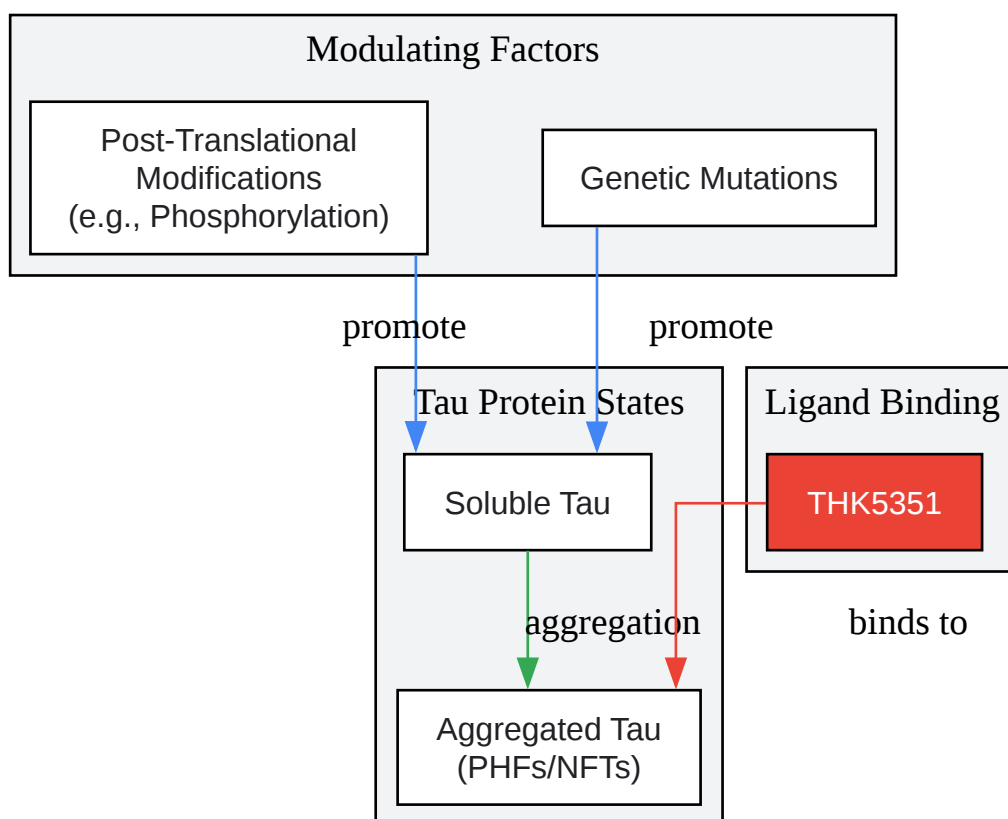 Modulating Factors
Post-Translational
Modifications
(e.g., Phosphorylation)
Genetic Mutations
promote
promote
Tau Protein States
Ligand Binding
Soluble Tau
THK5351
aggregation
binds to
Aggregated Tau
(PHFs/NFTs)